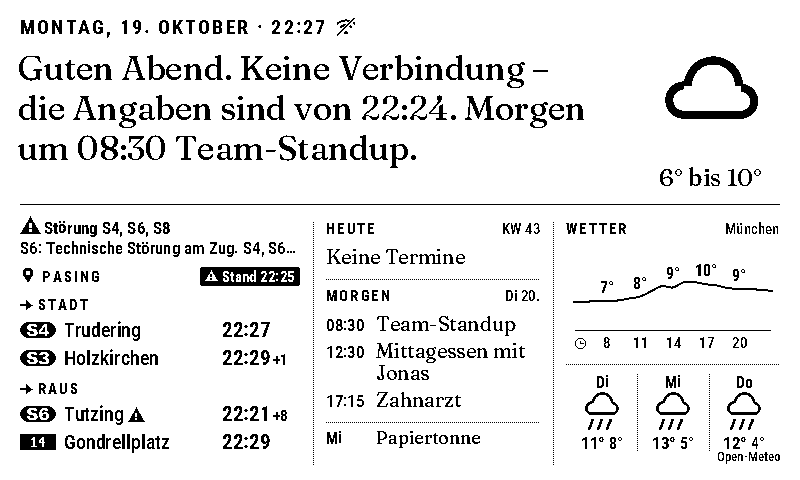 MONTAG, 19. OKTOBER · 22:27
Guten Abend. Keine Verbindung –
die Angaben sind von 22:24. Morgen
um 08:30 Team-Standup.
6° bis 10°
Störung S4, S6, S8
S6: Technische Störung am Zug. S4, S6…
PASING
Stand 22:25
→ STADT
S4 Trudering 22:27
S3 Holzkirchen 22:29 +1
→ RAUS
S6 Tutzing 22:21 +8
14 Gondrellplatz 22:29
HEUTE KW 43
Keine Termine
MORGEN Di 20.
08:30 Team-Standup
12:30 Mittagessen mit
Jonas
17:15 Zahnarzt
Mi Papiertonne
WETTER München
7° 8° 9° 10° 9°
8 11 14 17 20
Di Mi Do
11° 8° 13° 5° 12° 4°
Open-Meteo